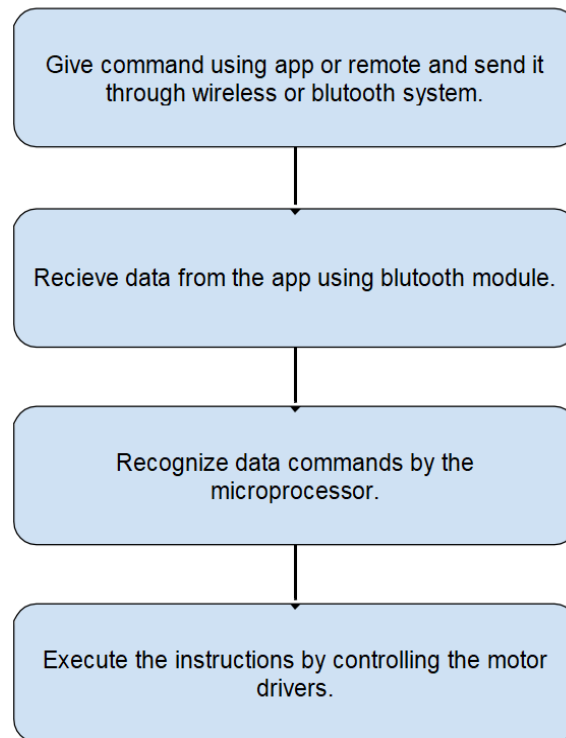 Give command using app or remote and send it
through wireless or blutooth system.
Recieve data from the app using blutooth module.
Recognize data commands by the
microprocessor.
Execute the instructions by controlling the motor
drivers.